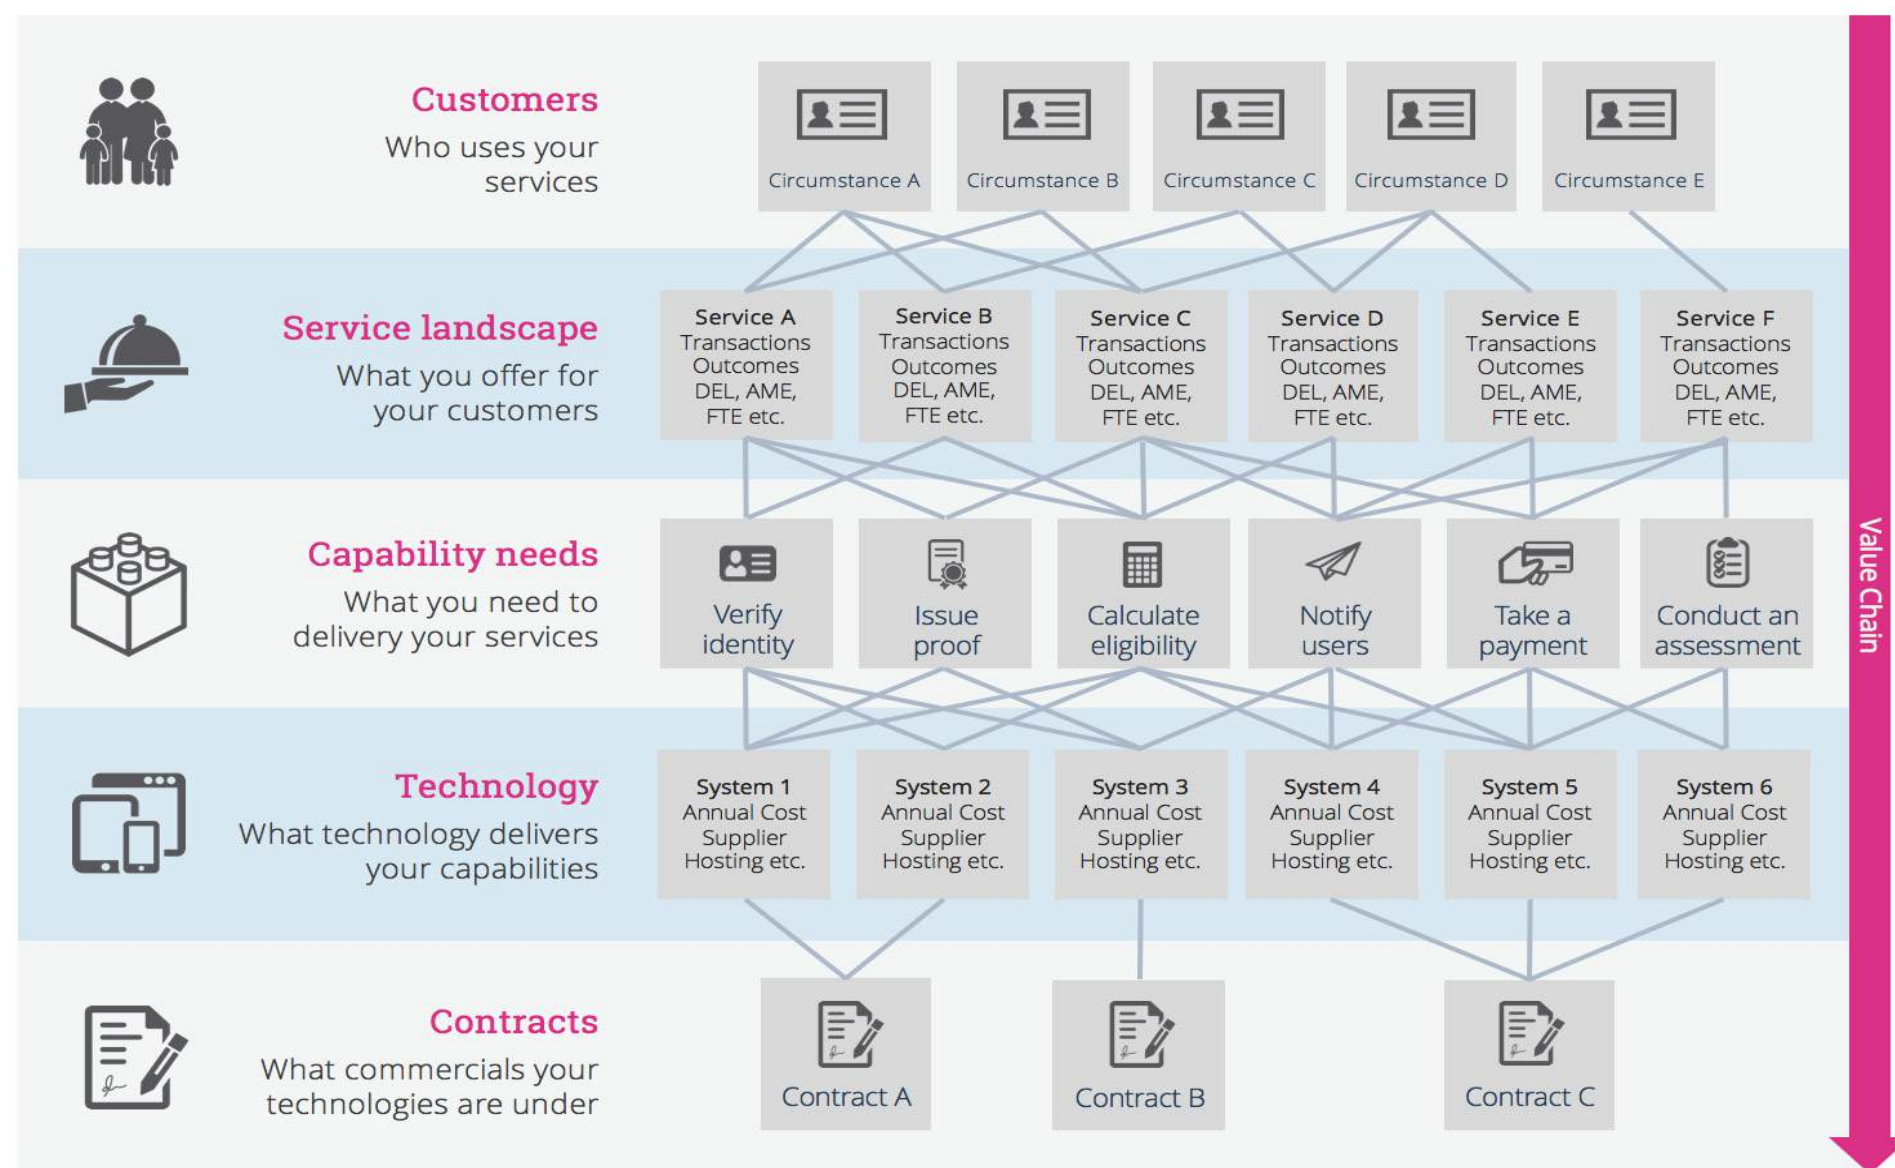 Customers
Who uses your
services
Circumstance A
Circumstance B
Circumstance C
Circumstance D
Circumstance E
Service landscape
What you offer for
your customers
Service A
Transactions
Outcomes
DEL, AME,
FTE etc.
Service B
Transactions
Outcomes
DEL, AME,
FTE etc.
Service C
Transactions
Outcomes
DEL, AME,
FTE etc.
Service D
Transactions
Outcomes
DEL, AME,
FTE etc.
Service E
Transactions
Outcomes
DEL, AME,
FTE etc.
Service F
Transactions
Outcomes
DEL, AME,
FTE etc.
Capability needs
What you need to
delivery your services
Verify
identity
Issue
proof
Calculate
eligibility
Notify
users
Take a
payment
Conduct an
assessment
Technology
What technology delivers
your capabilities
System 1
Annual Cost
Supplier
Hosting etc.
System 2
Annual Cost
Supplier
Hosting etc.
System 3
Annual Cost
Supplier
Hosting etc.
System 4
Annual Cost
Supplier
Hosting etc.
System 5
Annual Cost
Supplier
Hosting etc.
System 6
Annual Cost
Supplier
Hosting etc.
Contracts
What commercials your
technologies are under
Contract A
Contract B
Contract C
Value Chain